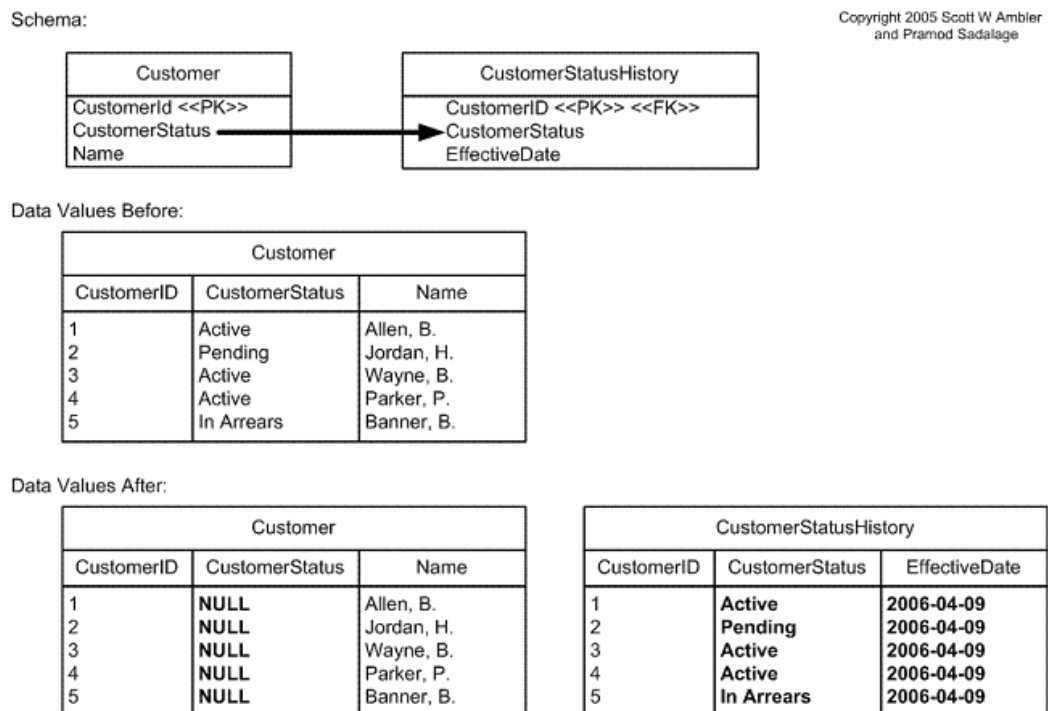 Schema:
Copyright 2005 Scott W Ambler
and Pramod Sadalage
Customer
CustomerId <<PK>>
CustomerStatus
Name
CustomerStatusHistory
CustomerID <<PK>> <<FK>>
CustomerStatus
EffectiveDate
Data Values Before:
Customer
CustomerID CustomerStatus Name
1 Active Allen, B.
2 Pending Jordan, H.
3 Active Wayne, B.
4 Active Parker, P.
5 In Arrears Banner, B.
Data Values After:
Customer
CustomerID CustomerStatus Name
1 NULL Allen, B.
2 NULL Jordan, H.
3 NULL Wayne, B.
4 NULL Parker, P.
5 NULL Banner, B.
CustomerStatusHistory
CustomerID CustomerStatus EffectiveDate
1 Active 2006-04-09
2 Pending 2006-04-09
3 Active 2006-04-09
4 Active 2006-04-09
5 In Arrears 2006-04-09